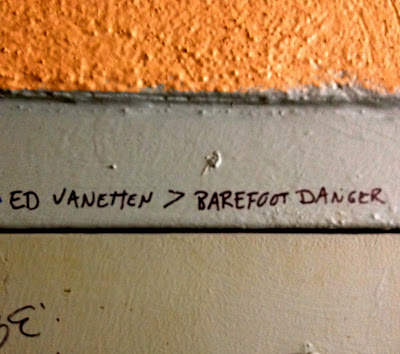 ED VANETTEN > BAREFOOT DANGER